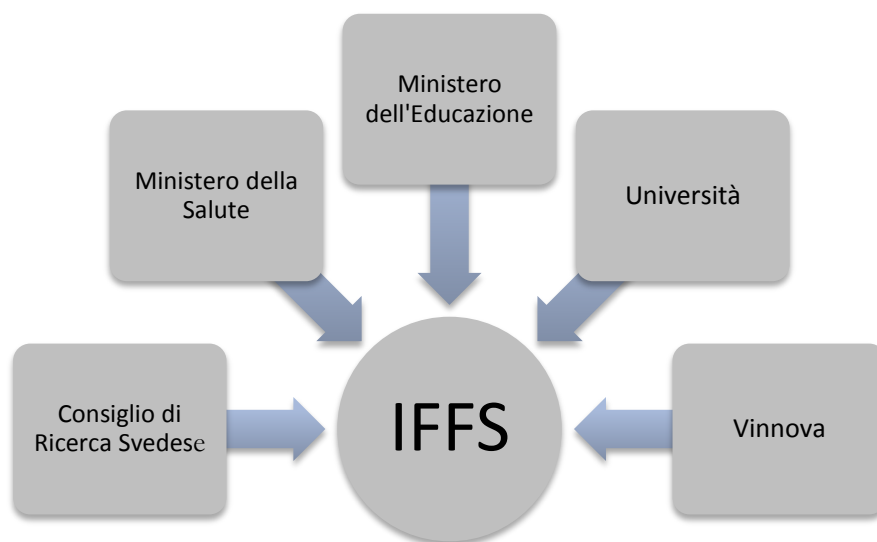 Ministero
dell'Educazione
Ministero della
Salute
Università
Consiglio di
Ricerca Svedese
IFFS
Vinnova